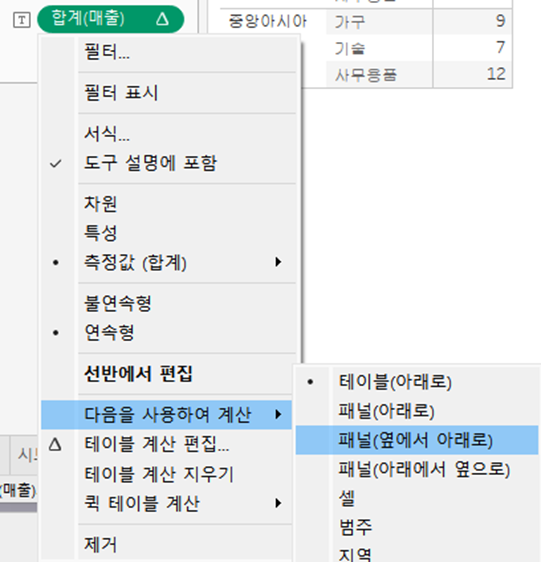 T 합계(매출) Δ
중앙아시아 가구 9
기술 7
사무용품 12
필터...
필터 표시
서식...
도구 설명에 포함
차원
특성
측정값 (합계)
불연속형
연속형
선반에서 편집
다음을 사용하여 계산
Δ 테이블 계산 편집...
테이블 계산 지우기
퀵 테이블 계산
제거
테이블(아래로)
패널(아래로)
패널(옆에서 아래로)
패널(아래에서 옆으로)
셀
범주
지역
(매출)